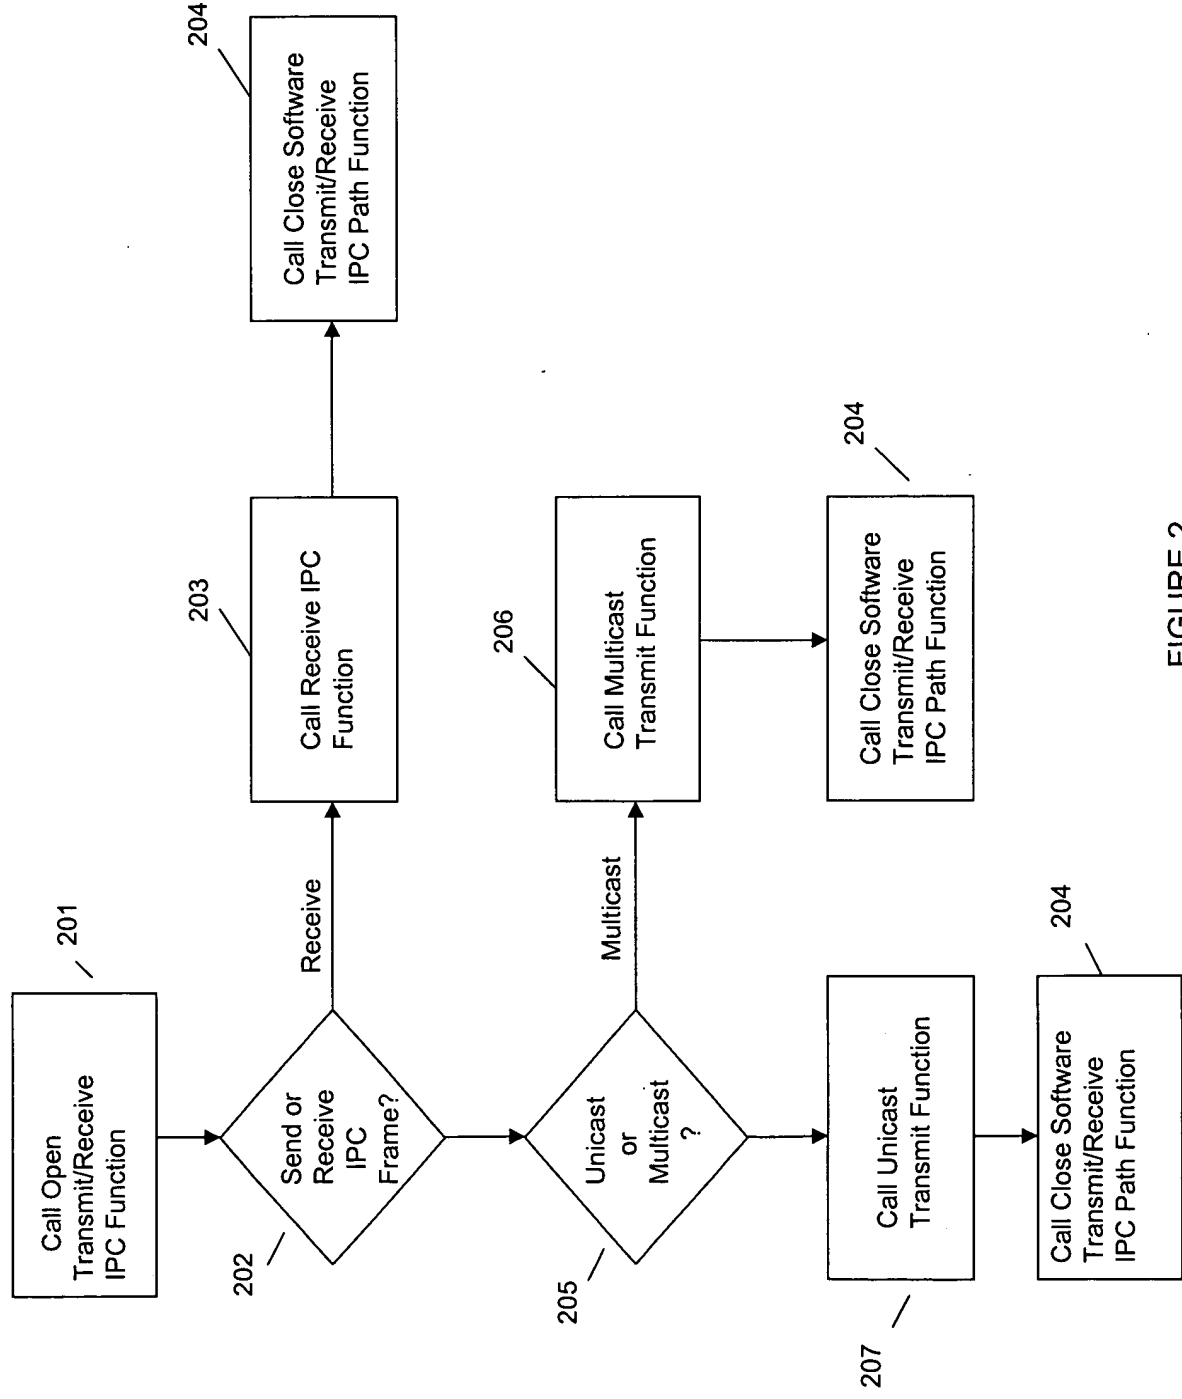 201
Call Open
Transmit/Receive
IPC Function
202
Send or
Receive
IPC
Frame?
Receive
203
Call Receive IPC
Function
204
Call Close Software
Transmit/Receive
IPC Path Function
205
Unicast
or
Multicast
?
Multicast
206
Call Multicast
Transmit Function
204
Call Close Software
Transmit/Receive
IPC Path Function
207
Call Unicast
Transmit Function
204
Call Close Software
Transmit/Receive
IPC Path Function
FIGURE 2